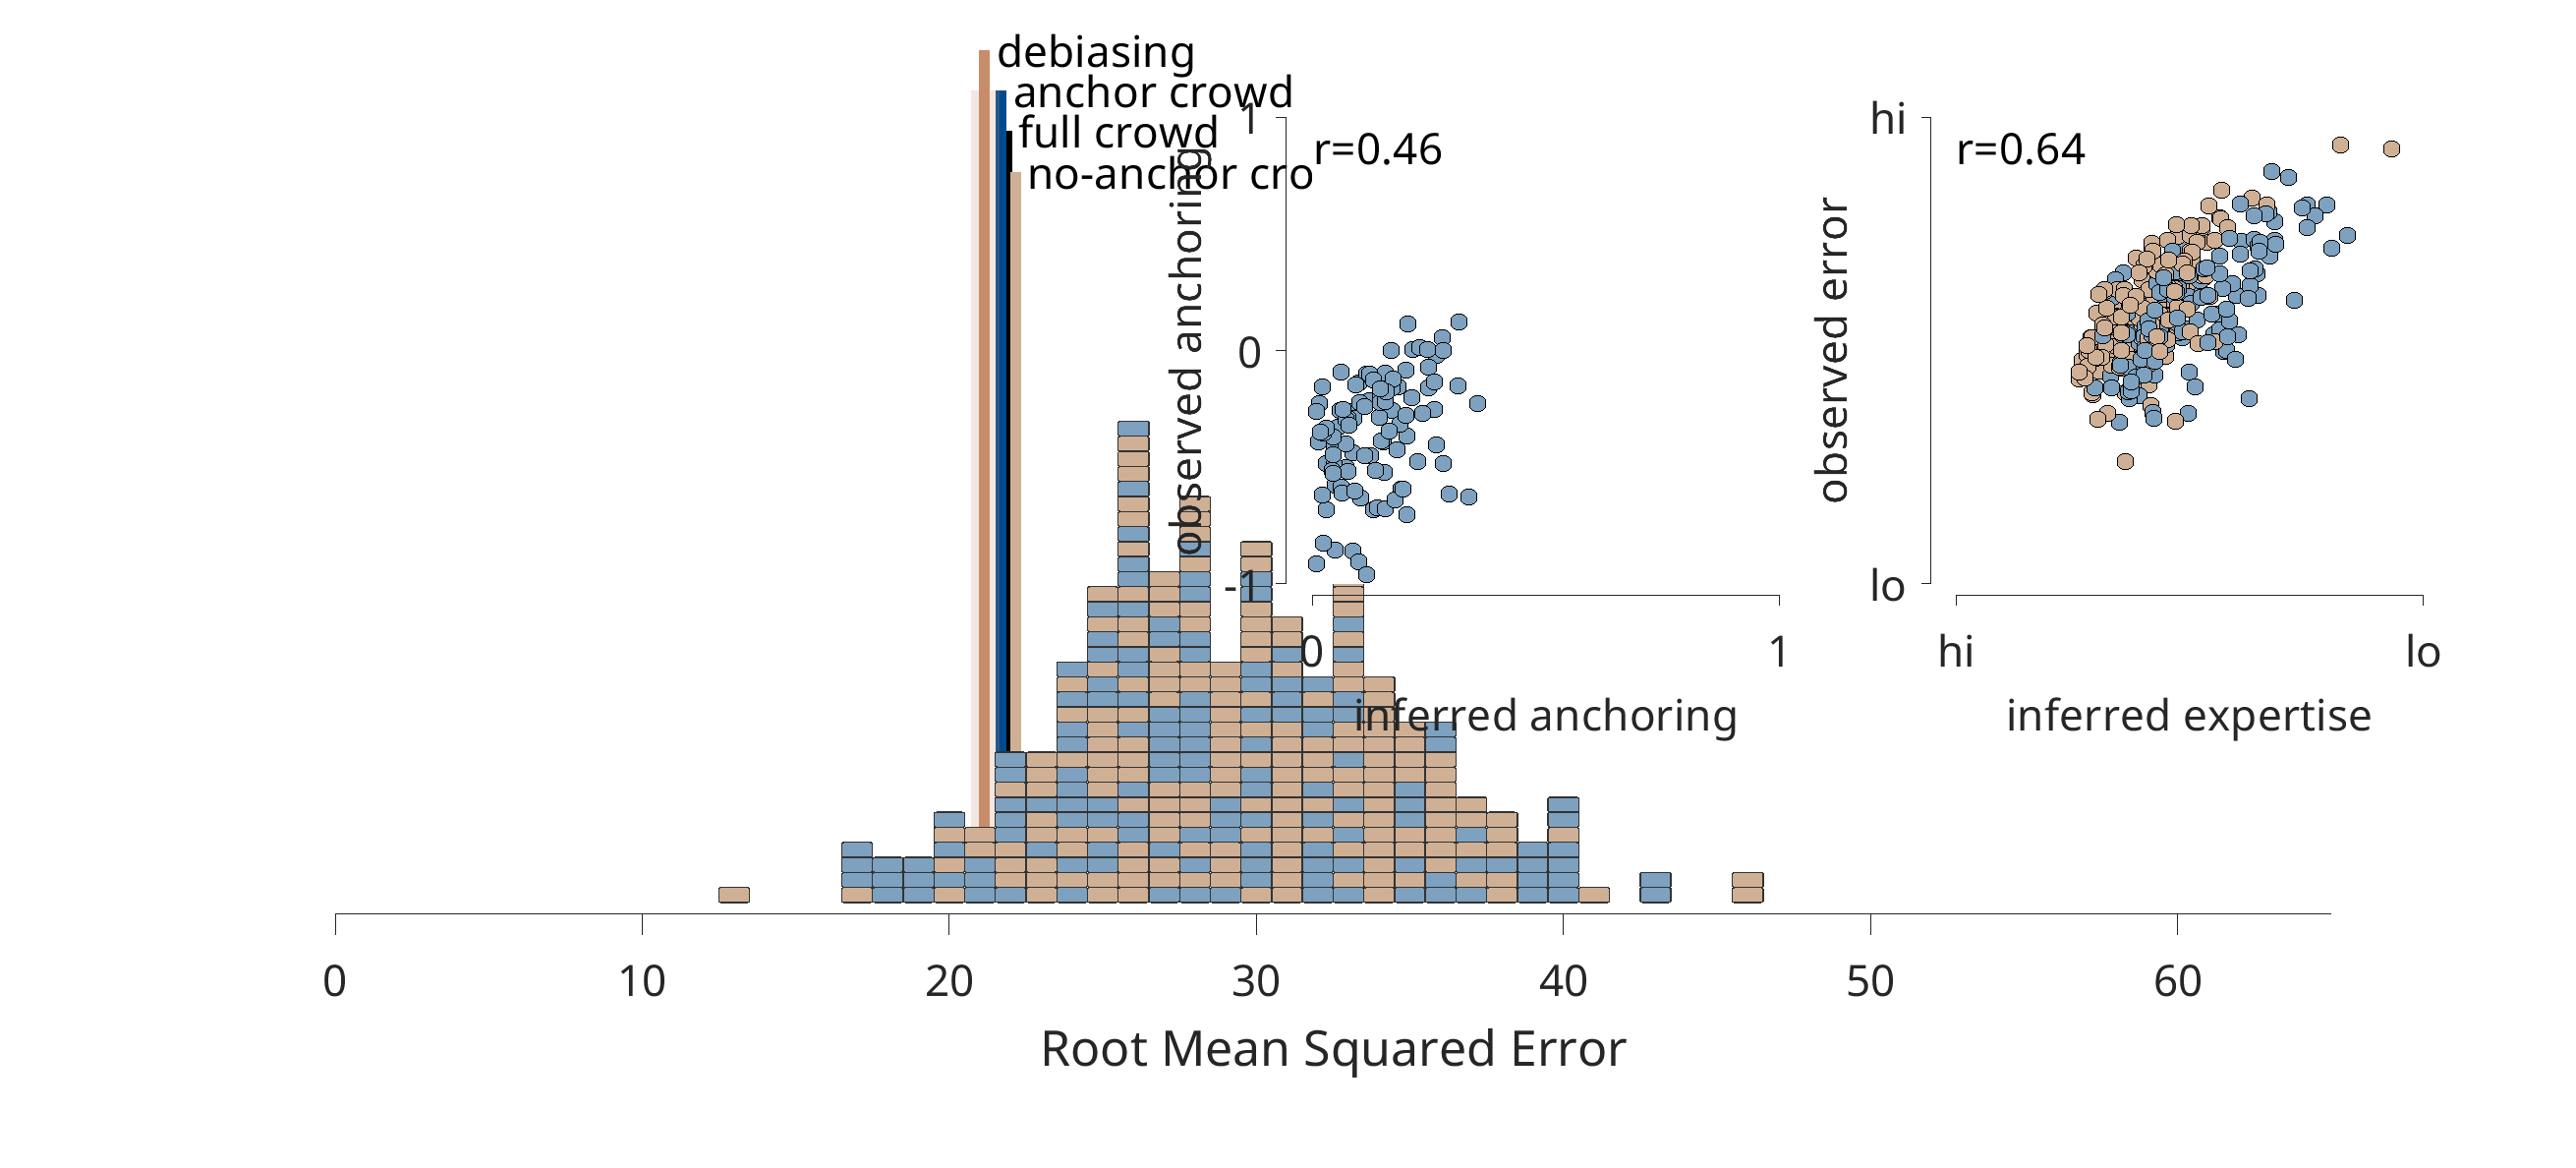 debiasing
anchor crowd
full crowd
no-anchor cro
observed anchoring
1
0
-1
r=0.46
0
1
inferred anchoring
observed error
hi
lo
r=0.64
hi
lo
inferred expertise
0
10
20
30
40
50
60
Root Mean Squared Error